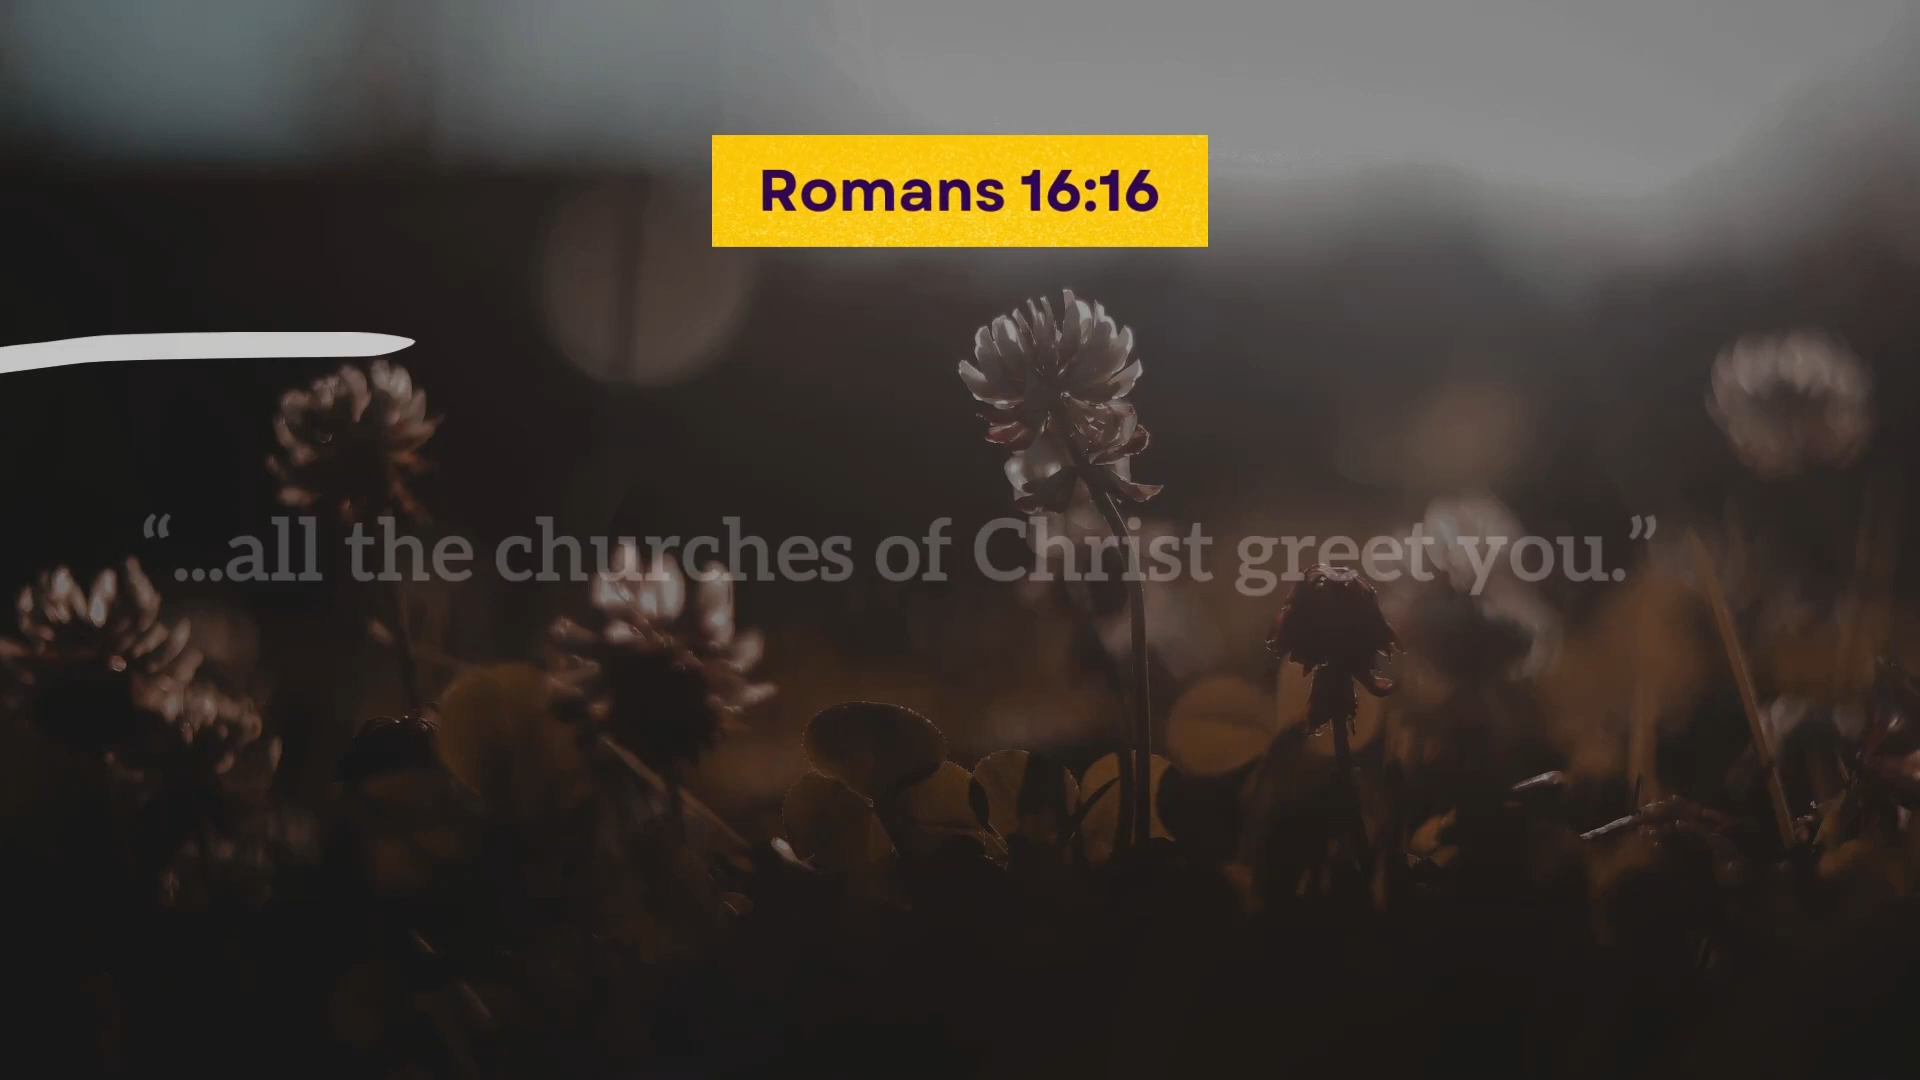 Romans 16:16
“...all the churches of Christ greet you.”